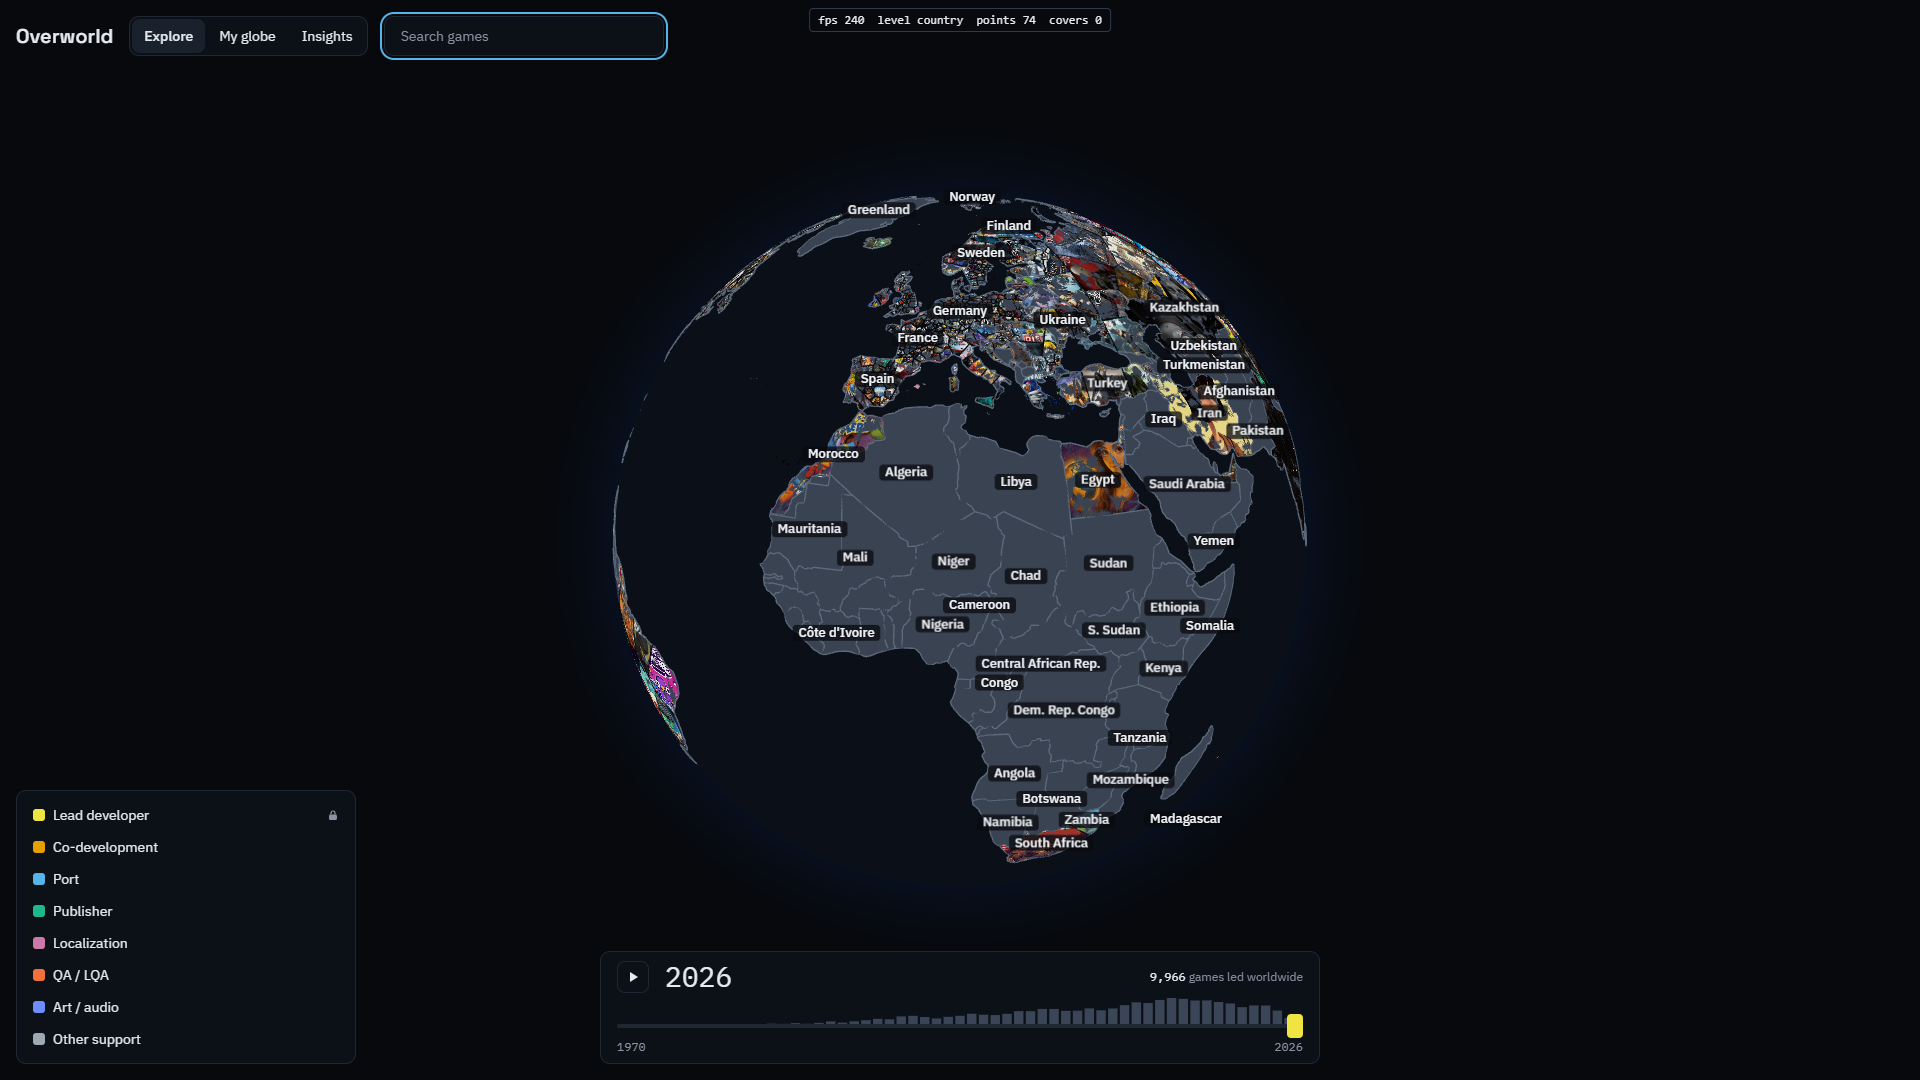 Overworld
Explore
My globe
Insights
Search games
fps 240 level country points 74 covers 0
Norway
Greenland
Finland
Sweden
Kazakhstan
Germany
Ukraine
France
Uzbekistan
Turkmenistan
Spain
Turkey
Afghanistan
Iran
Iraq
Pakistan
Morocco
Algeria
Libya
Egypt
Saudi Arabia
Mauritania
Yemen
Mali
Niger
Sudan
Chad
Cameroon
Ethiopia
Nigeria
Somalia
Côte d'Ivoire
S. Sudan
Central African Rep.
Kenya
Congo
Dem. Rep. Congo
Tanzania
Angola
Mozambique
Botswana
Namibia
Zambia
Madagascar
South Africa
Lead developer
Co-development
Port
Publisher
Localization
QA / LQA
Art / audio
Other support
2026
9,966 games led worldwide
1970
2026